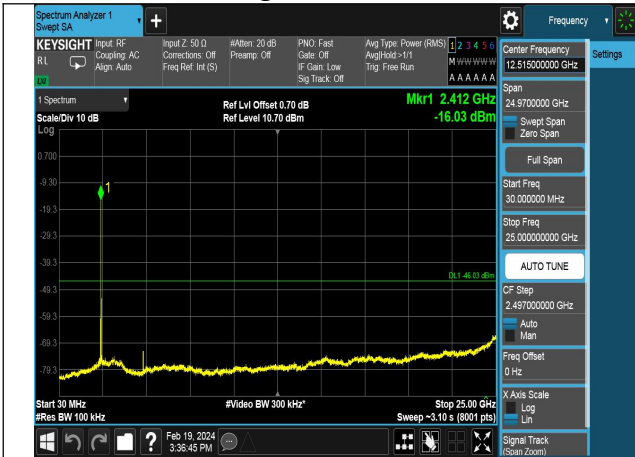 Spectrum Analyzer 1
Swept SA
+
Frequency
KEYSIGHT
RL
Input: RF
Coupling: AC
Align: Auto
Input Z: 50 Ω
Corrections: Off
Freq Ref: Int (S)
#Atten: 20 dB
Preamp: Off
PNO: Fast
Gate: Off
IF Gain: Low
Sig Track: Off
Avg Type: Power (RMS)
Avg|Hold:>1/1
Trig: Free Run
1 2 3 4 5 6
M W W W W W
A A A A A A
1 Spectrum
Scale/Div 10 dB
Log
Ref Lvl Offset 0.70 dB
Ref Level 10.70 dBm
Mkr1 2.412 GHz
-16.03 dBm
0.700
-9.30
-19.3
-29.3
-39.3
-49.3
-59.3
-69.3
-79.3
1
DL1 -46.03 dBm
Start 30 MHz
#Res BW 100 kHz
#Video BW 300 kHz*
Stop 25.00 GHz
Sweep ~3.10 s (8001 pts)
?
Feb 19, 2024
3:36:45 PM
Center Frequency
12.515000000 GHz
Settings
Span
24.9700000 GHz
Swept Span
Zero Span
Full Span
Start Freq
30.000000 MHz
Stop Freq
25.000000000 GHz
AUTO TUNE
CF Step
2.497000000 GHz
Auto
Man
Freq Offset
0 Hz
X Axis Scale
Log
Lin
Signal Track
(Span Zoom)